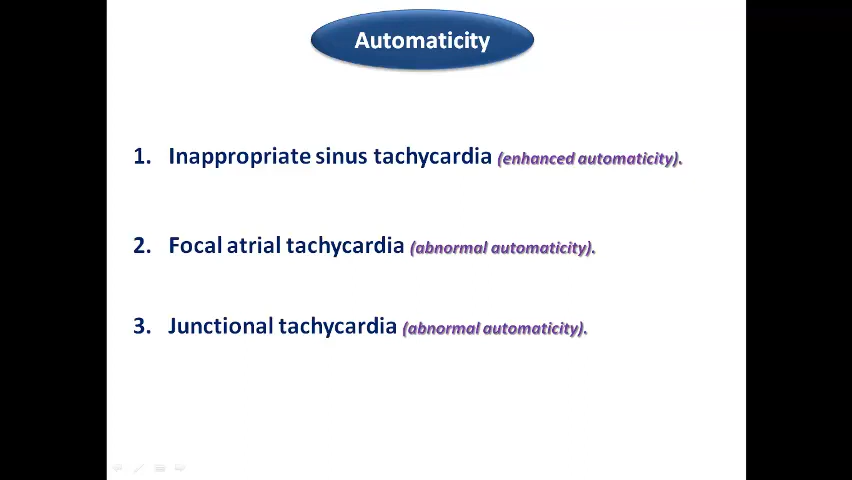 Automaticity
1. Inappropriate sinus tachycardia (enhanced automaticity).
2. Focal atrial tachycardia (abnormal automaticity).
3. Junctional tachycardia (abnormal automaticity).